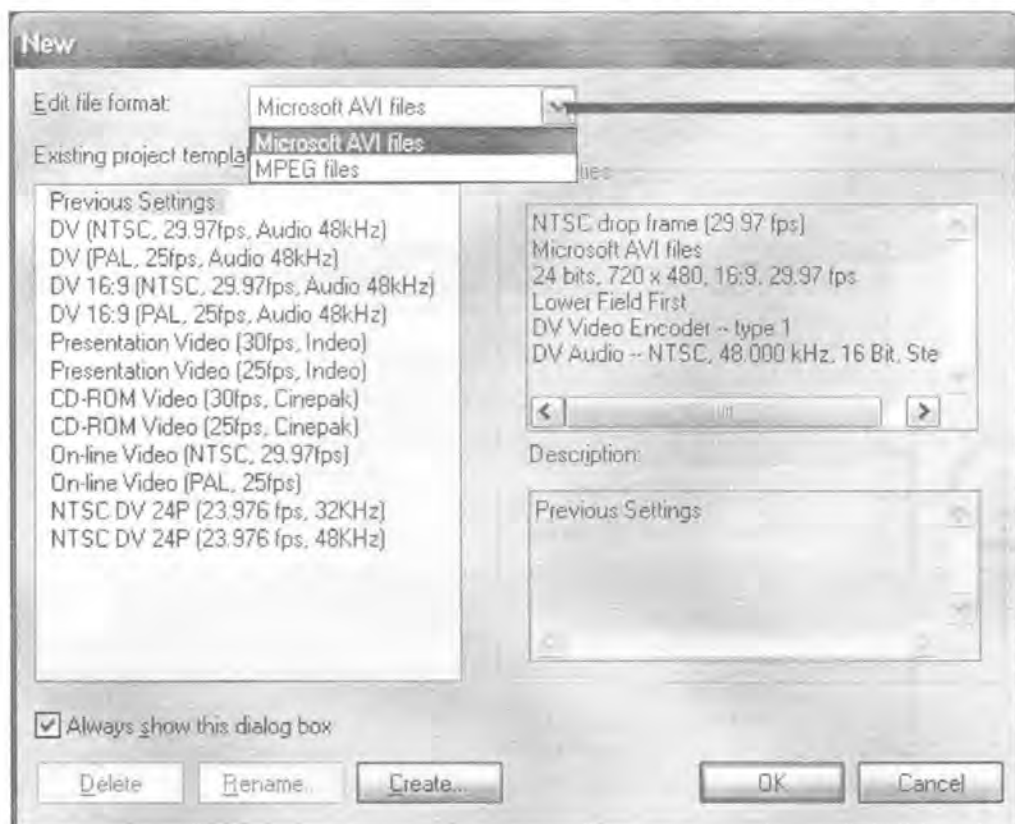 New
Edit file format:
Microsoft AVI files
Microsoft AVI files
MPEG files
Existing project templa
Previous Settings
DV (NTSC, 29.97fps, Audio 48kHz)
DV (PAL, 25fps, Audio 48kHz)
DV 16:9 (NTSC, 29.97fps, Audio 48kHz)
DV 16:9 (PAL, 25fps, Audio 48kHz)
Presentation Video (30fps, Indeo)
Presentation Video (25fps, Indeo)
CD-ROM Video (30fps, Cinepak)
CD-ROM Video (25fps, Cinepak)
On-line Video (NTSC, 29.97fps)
On-line Video (PAL, 25fps)
NTSC DV 24P (23.976 fps, 32KHz)
NTSC DV 24P (23.976 fps, 48KHz)
NTSC drop frame (29.97 fps)
Microsoft AVI files
24 bits, 720 x 480, 16:9, 29.97 fps
Lower Field First
DV Video Encoder -- type 1
DV Audio -- NTSC, 48.000 kHz, 16 Bit, Ste
Description:
Previous Settings
Always show this dialog box
Delete
Rename...
Create...
OK
Cancel